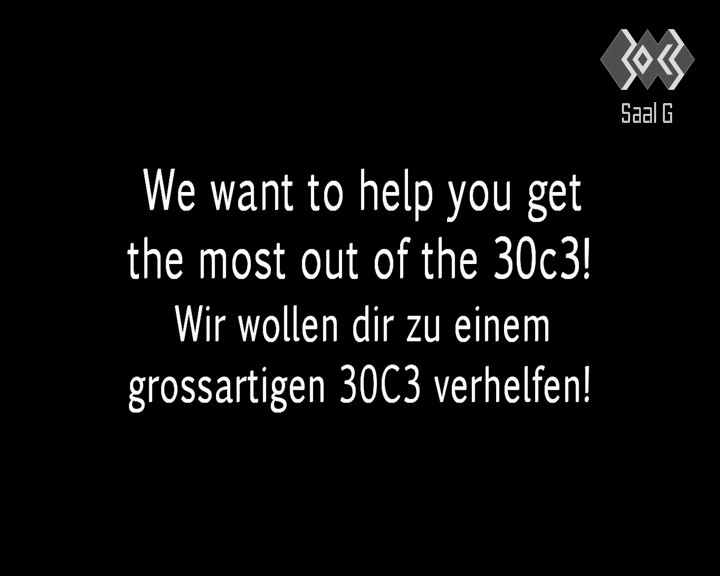 30C3
Saal G
We want to help you get
the most out of the 30c3!
Wir wollen dir zu einem
grossartigen 30C3 verhelfen!